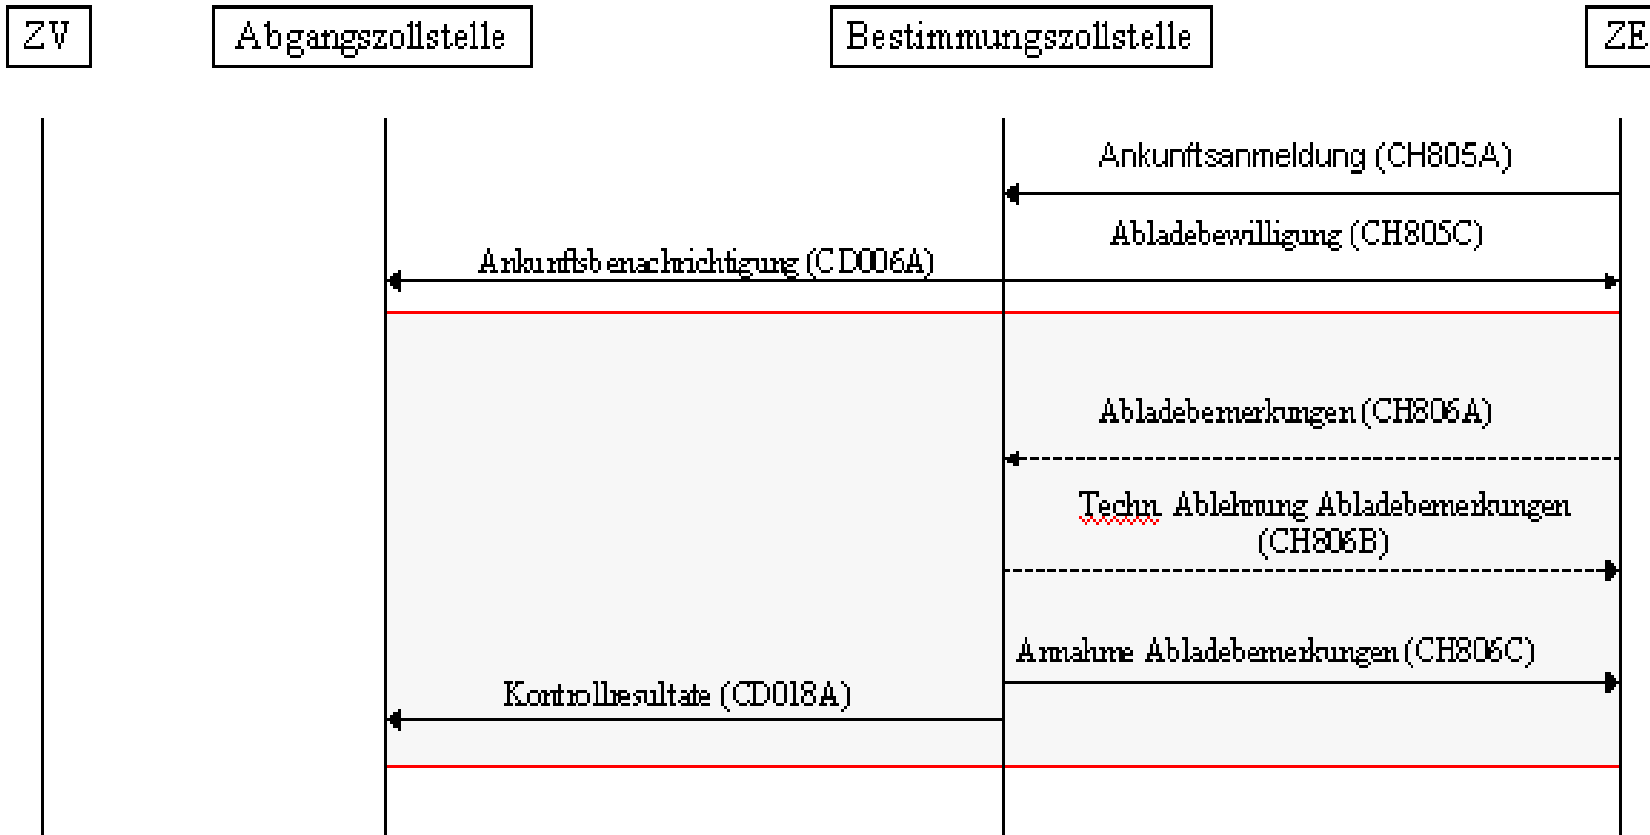 ZV
Abgangszollstelle
Bestimmungszollstelle
ZE
Ankunftsanmeldung (CH805A)
Abladebewilligung (CH805C)
Ankunftsbenachrichtigung (CD006A)
Abladebemerkungen (CH806A)
Techn. Ablehnung Abladebemerkungen
(CH806B)
Annahme Abladebemerkungen (CH806C)
Kontrollresultate (CD018A)